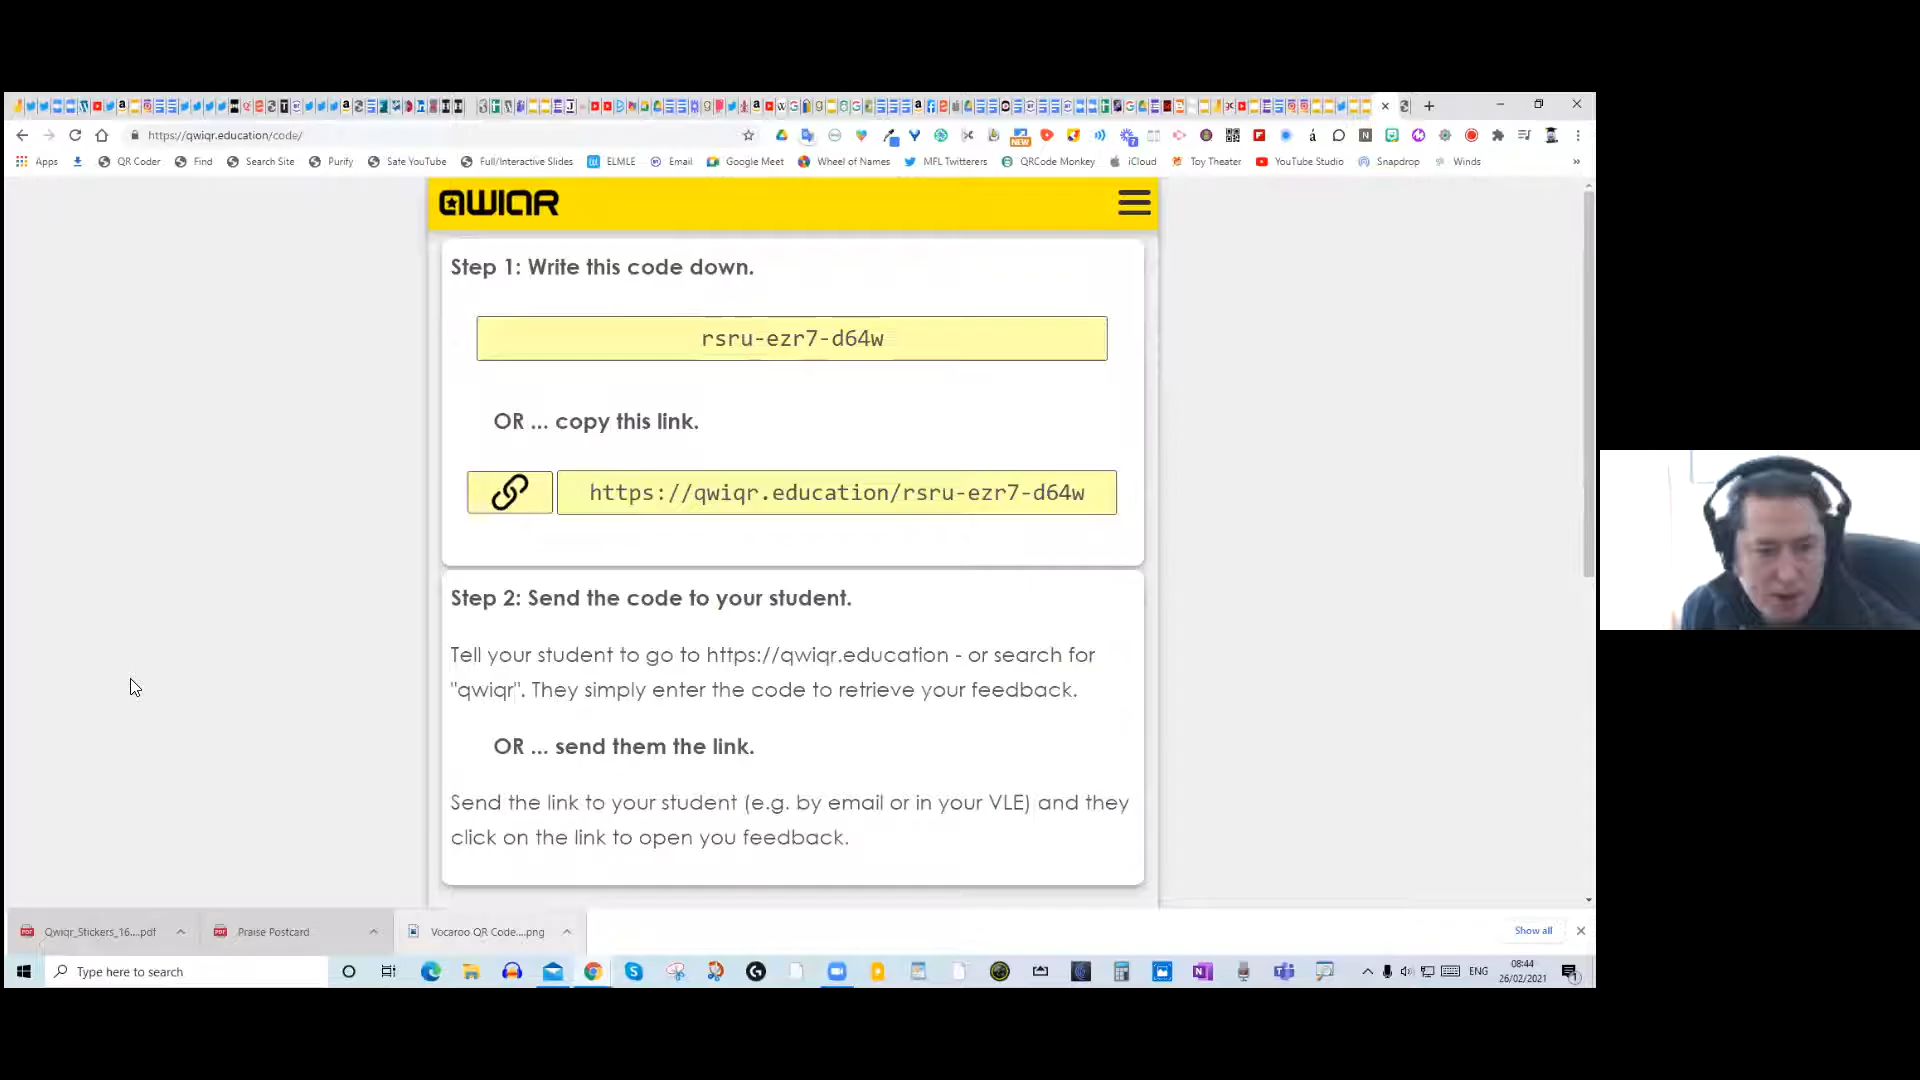 https://qwiqr.education/code/
Apps
QR Coder
Find
Search Site
Purify
Safe YouTube
Full/Interactive Slides
ELMLE
Email
Google Meet
Wheel of Names
MFL Twitterers
QRCode Monkey
iCloud
Toy Theater
YouTube Studio
Snapdrop
Winds
»
QWIQR
Step 1: Write this code down.
rsru-ezr7-d64w
OR ... copy this link.
https://qwiqr.education/rsru-ezr7-d64w
Step 2: Send the code to your student.
Tell your student to go to https://qwiqr.education - or search for
"qwiqr". They simply enter the code to retrieve your feedback.
OR ... send them the link.
Send the link to your student (e.g. by email or in your VLE) and they
click on the link to open you feedback.
Qwiqr_Stickers_16....pdf
Praise Postcard
Vocaroo QR Code....png
Show all
Type here to search
ENG
08:44
26/02/2021